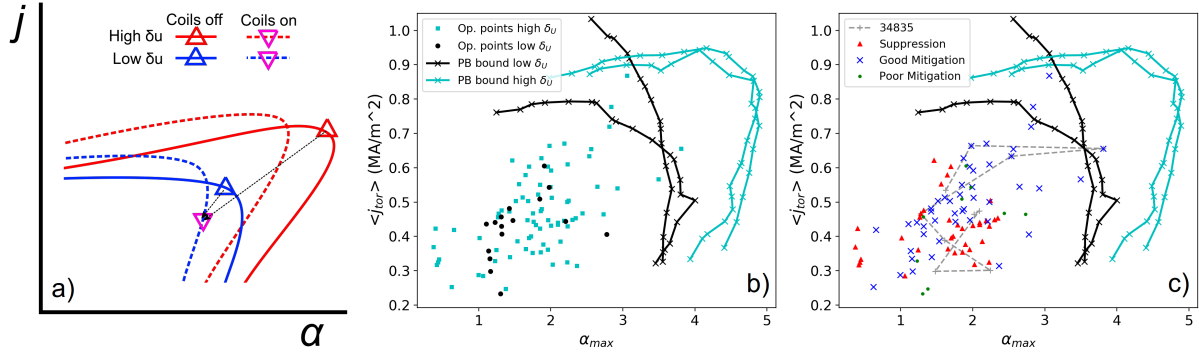 j
Coils off Coils on
High δu
Low δu
a)
α
Op. points high δU
Op. points low δU
PB bound low δU
PB bound high δU
<jtor> (MA/m^2)
1.0
0.9
0.8
0.7
0.6
0.5
0.4
0.3
0.2
1 2 3 4 5
αmax
b)
34835
Suppression
Good Mitigation
Poor Mitigation
<jtor> (MA/m^2)
1.0
0.9
0.8
0.7
0.6
0.5
0.4
0.3
0.2
1 2 3 4 5
αmax
c)